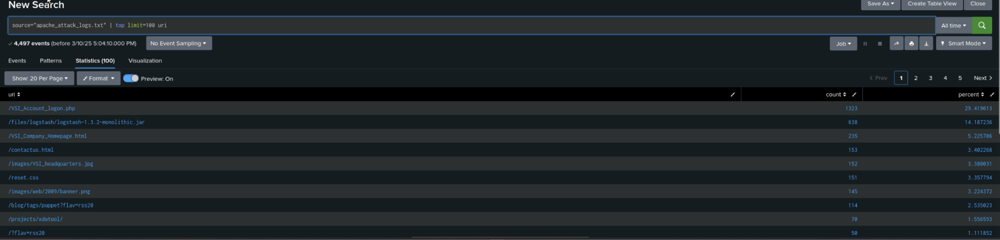 New Search
Save As Create Table View Close
source="apache_attack_logs.txt" | top limit=100 uri
All time
✓ 4,497 events (before 3/10/25 5:04:10.000 PM) No Event Sampling
Job Smart Mode
Events Patterns Statistics (100) Visualization
Show: 20 Per Page Format Preview: On
< Prev 1 2 3 4 5 Next >
uri count percent
/VSI_Account_logon.php 1323 29.419613
/files/logstash/logstash-1.3.2-monolithic.jar 638 14.187236
/VSI_Company_Homepage.html 235 5.225706
/contactus.html 153 3.402268
/images/VSI_headquarters.jpg 152 3.380031
/reset.css 151 3.357794
/images/web/2009/banner.png 145 3.224372
/blog/tags/puppet?flav=rss20 114 2.535023
/projects/xdotool/ 70 1.556593
/?flav=rss20 50 1.111852